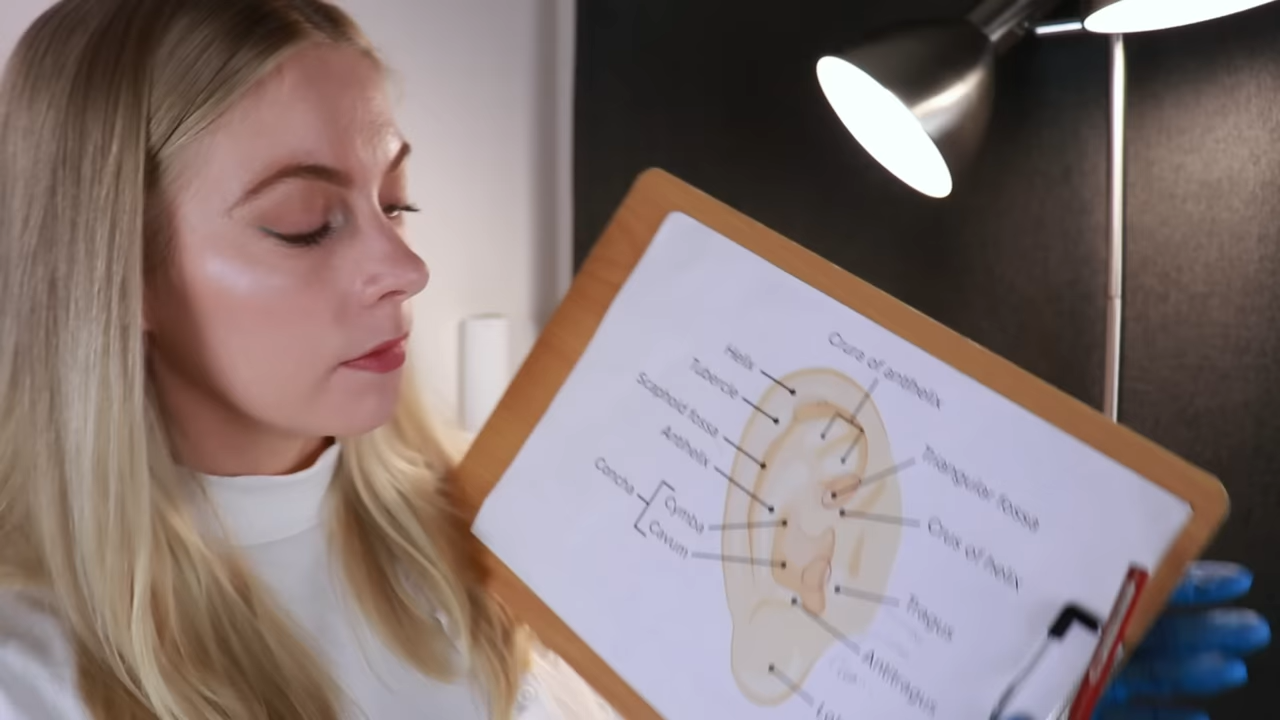 Helix
Tubercle
Scaphoid fossa
Antihelix
Concha
Cymba
Cavum
Crura of antihelix
Triangular fossa
Crus of helix
Tragus
Antitragus